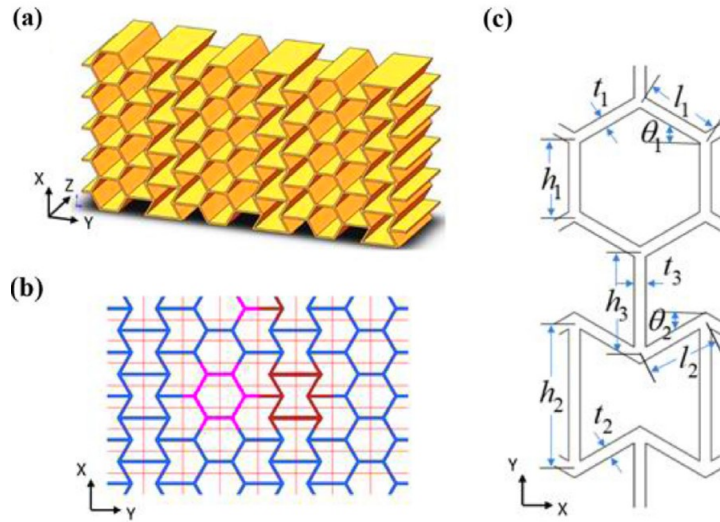 (a)
X
Z
Y
(b)
X
Y
(c)
t₁
l₁
θ₁
h₁
t₃
h₃
θ₂
l₂
h₂
t₂
Y
X